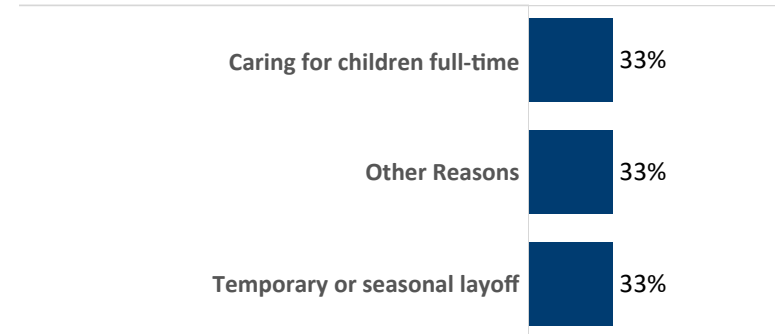 Caring for children full-time 33%
Other Reasons 33%
Temporary or seasonal layoff 33%